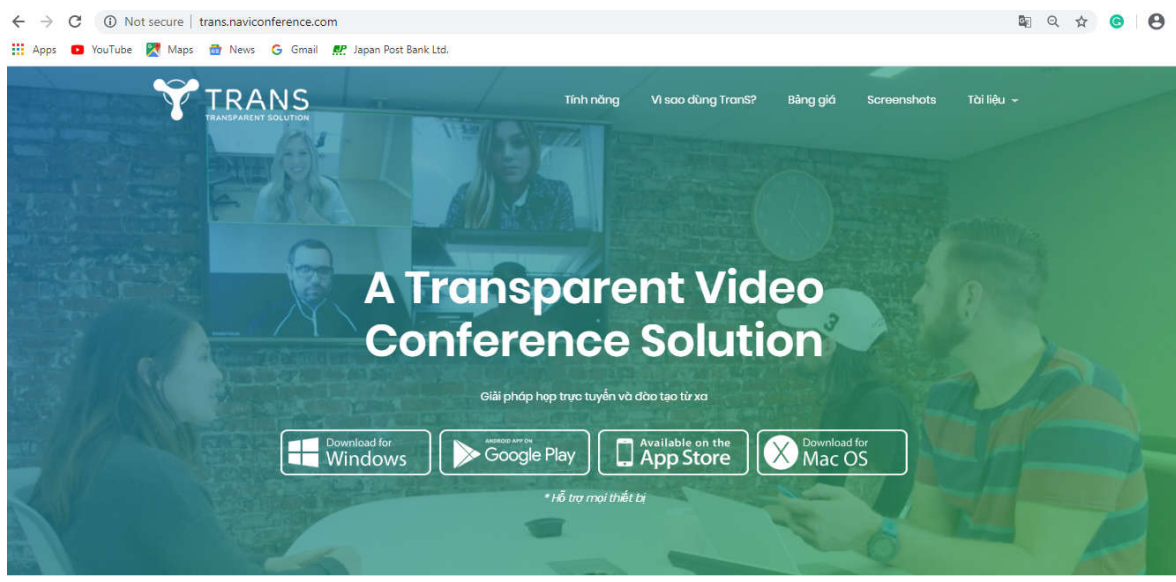 Not secure | trans.naviconference.com
Apps YouTube Maps News Gmail Japan Post Bank Ltd.
TRANS
TRANSPARENT SOLUTION
Tính năng Vì sao dùng TranS? Bảng giá Screenshots Tài liệu
A Transparent Video
Conference Solution
Giải pháp họp trực tuyến và đào tạo từ xa
Download for
Windows
ANDROID APP ON
Google Play
Available on the
App Store
Download for
Mac OS
* Hỗ trợ mọi thiết bị